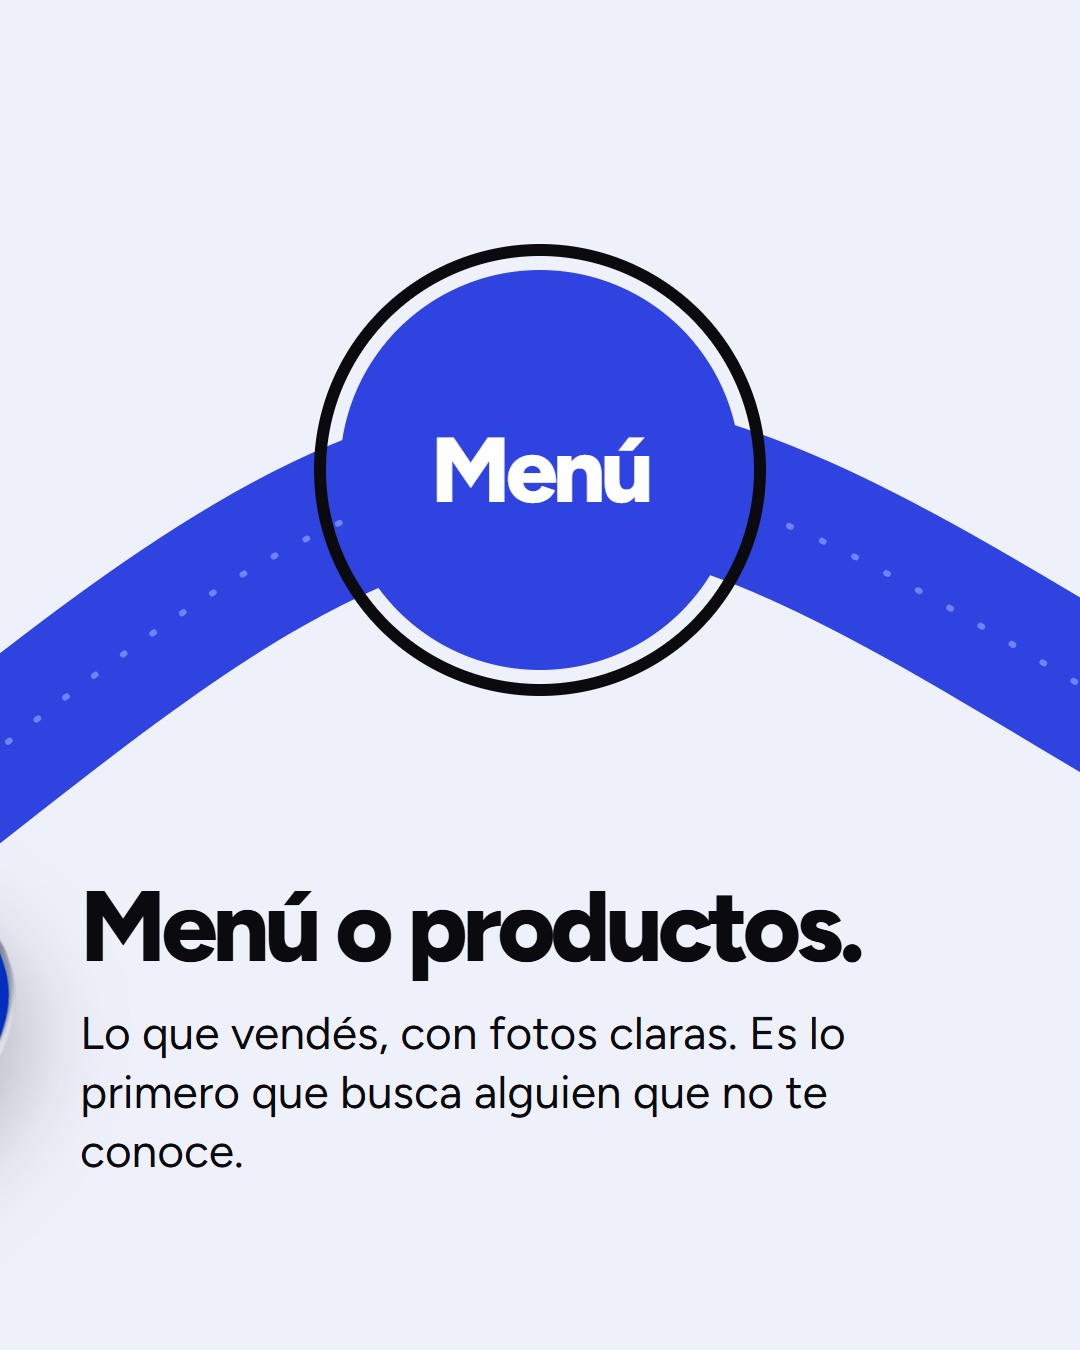 Menú
Menú o productos.
Lo que vendés, con fotos claras. Es lo
primero que busca alguien que no te
conoce.